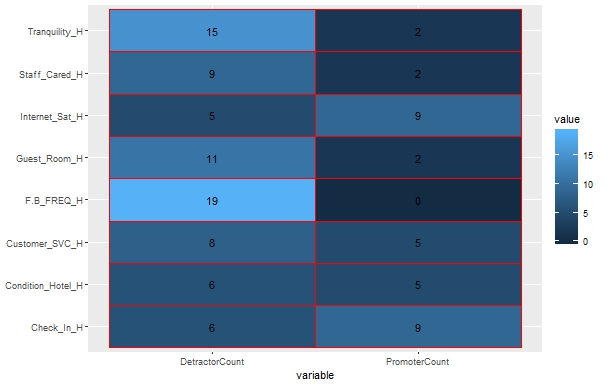 Tranquility_H 15 2
Staff_Cared_H 9 2
Internet_Sat_H 5 9
Guest_Room_H 11 2
F.B_FREQ_H 19 0
Customer_SVC_H 8 5
Condition_Hotel_H 6 5
Check_In_H 6 9
DetractorCount PromoterCount
variable
value
15
10
5
0